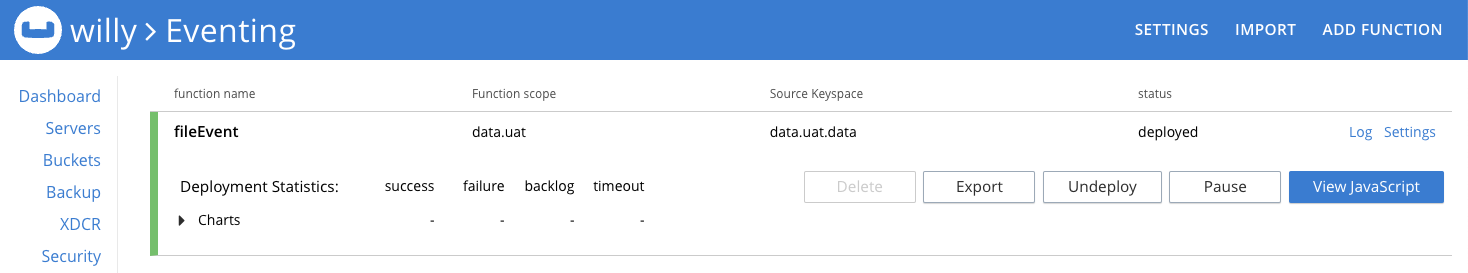 willy > Eventing
SETTINGS IMPORT ADD FUNCTION
Dashboard
Servers
Buckets
Backup
XDCR
Security
function name Function scope Source Keyspace status
fileEvent data.uat data.uat.data deployed Log Settings
Deployment Statistics: success failure backlog timeout Delete Export Undeploy Pause View JavaScript
Charts - - - -